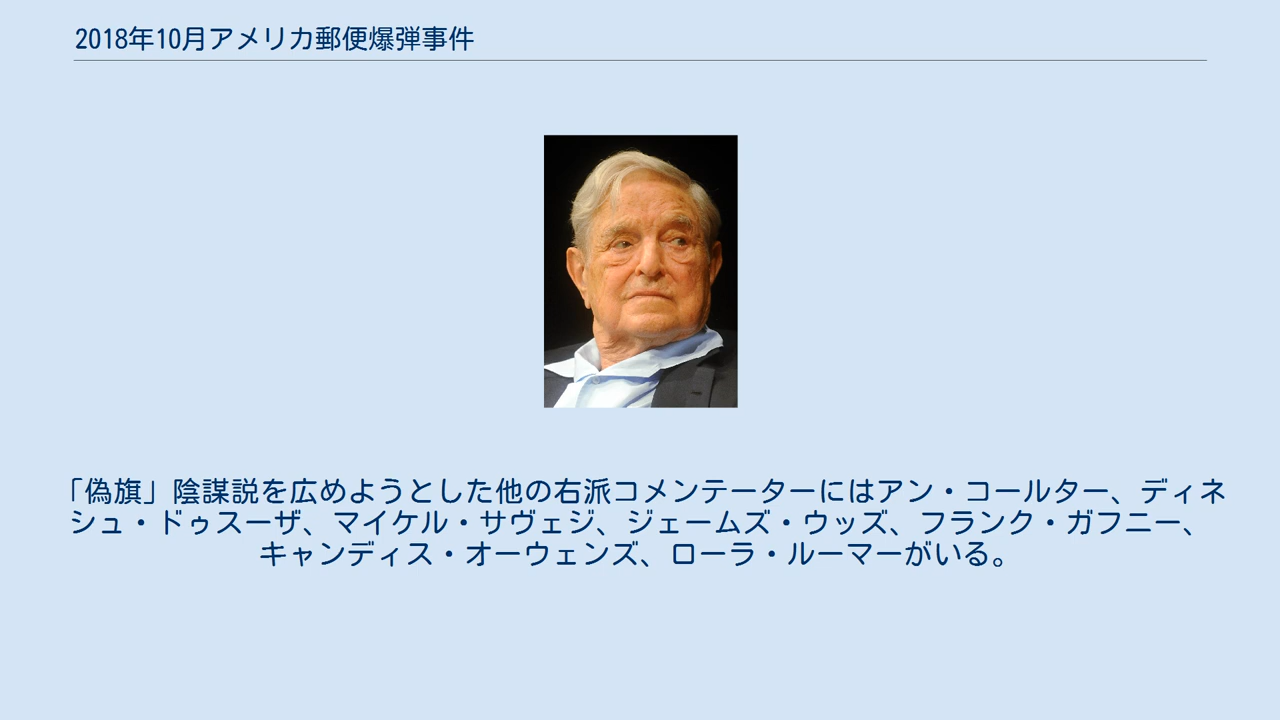 2018年10月アメリカ郵便爆弾事件
「偽旗」陰謀説を広めようとした他の右派コメンテーターにはアン・コールター、ディネ
シュ・ドゥスーザ、マイケル・サヴェジ、ジェームズ・ウッズ、フランク・ガフニー、
キャンディス・オーウェンズ、ローラ・ルーマーがいる。